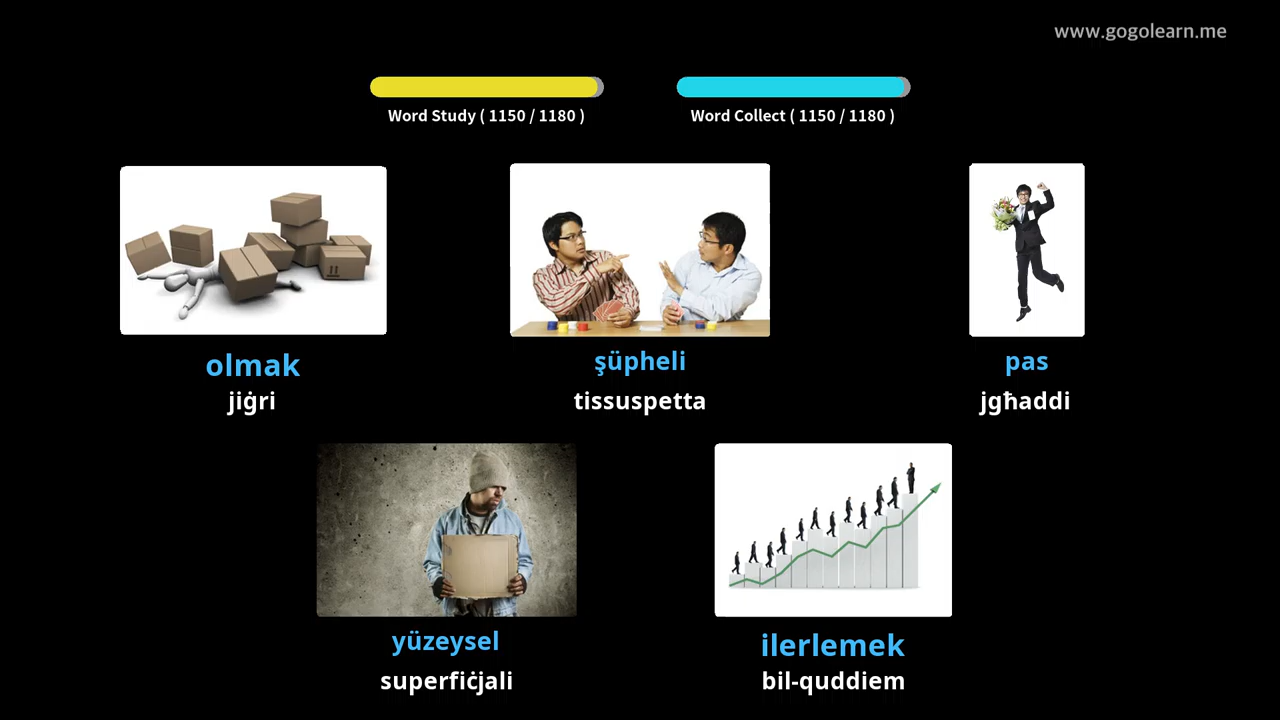 www.gogolearn.me
Word Study ( 1150 / 1180 )
Word Collect ( 1150 / 1180 )
olmak
jiġri
şüpheli
tissuspetta
pas
jgħaddi
yüzeysel
superfiċjali
ilerlemek
bil-quddiem